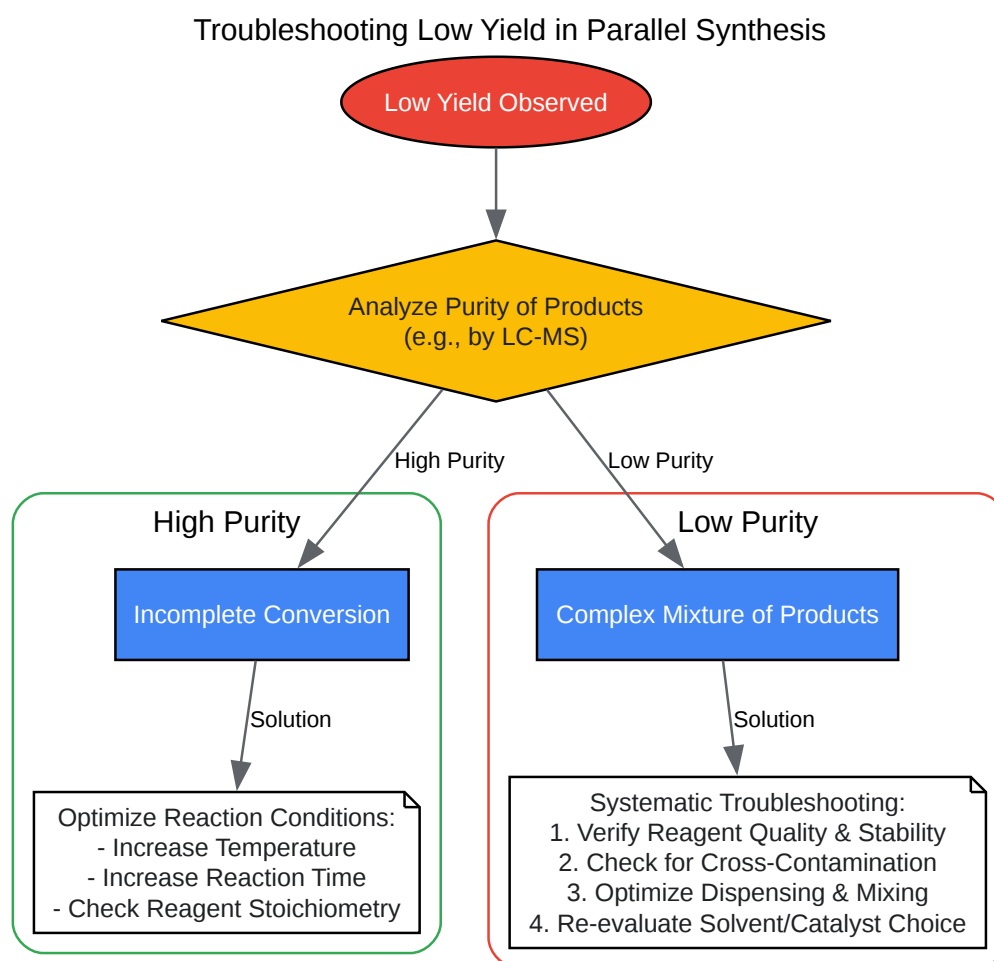 Troubleshooting Low Yield in Parallel Synthesis
Low Yield Observed
Analyze Purity of Products
(e.g., by LC-MS)
High Purity
Low Purity
High Purity
Incomplete Conversion
Solution
Optimize Reaction Conditions:
- Increase Temperature
- Increase Reaction Time
- Check Reagent Stoichiometry
Low Purity
Complex Mixture of Products
Solution
Systematic Troubleshooting:
1. Verify Reagent Quality & Stability
2. Check for Cross-Contamination
3. Optimize Dispensing & Mixing
4. Re-evaluate Solvent/Catalyst Choice